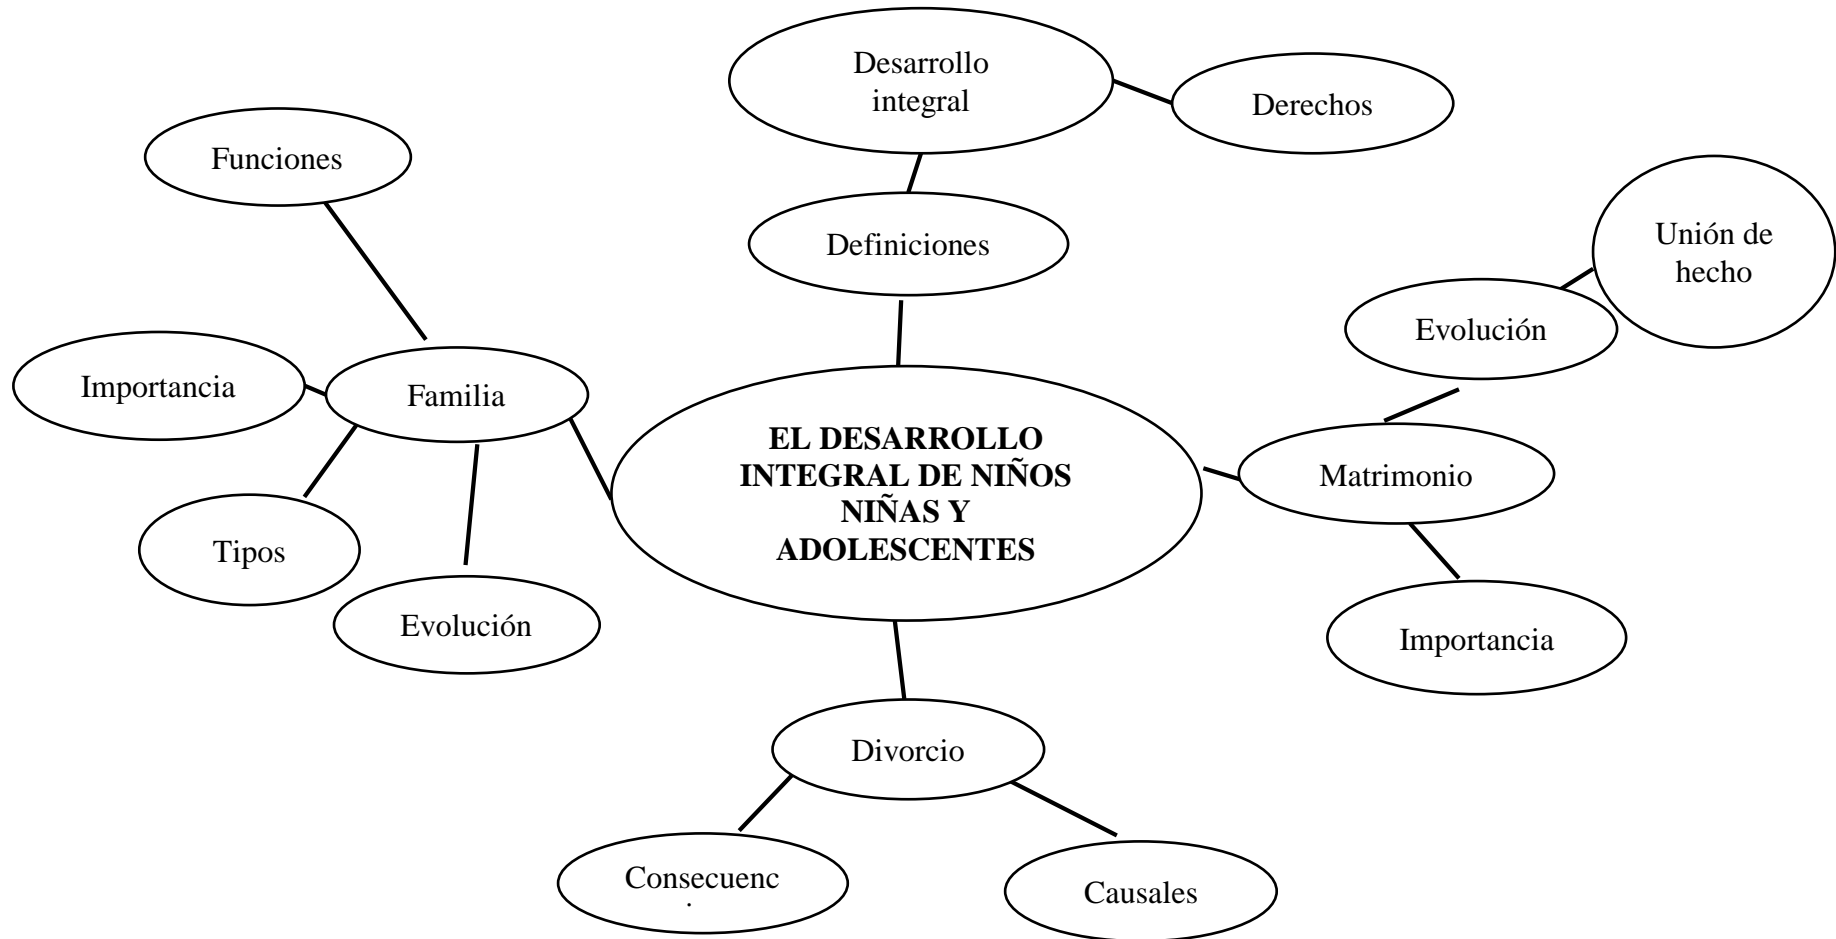 Desarrollo
integral
Derechos
Funciones
Definiciones
Unión de
hecho
Evolución
Importancia
Familia
EL DESARROLLO
INTEGRAL DE NIÑOS
NIÑAS Y
ADOLESCENTES
Matrimonio
Tipos
Evolución
Importancia
Divorcio
Consecuenc
Causales